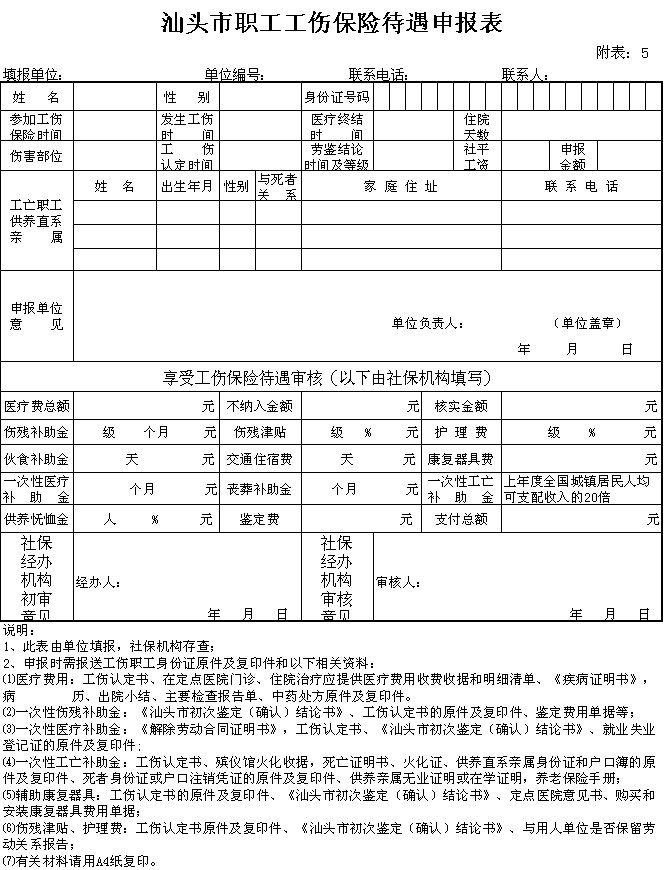 汕头市职工工伤保险待遇申报表
附表：5
填报单位： 单位编号： 联系电话： 联系人：
姓 名 性 别 身份证号码
参加工伤保险时间 发生工伤时 间 医疗终结时 间 住院天数
伤害部位 工 伤认定时间 劳鉴结论时间及等级 社平工资 申报金额
工亡职工供养直系亲 属 姓 名 出生年月 性别 与死者关 系 家 庭 住 址 联 系 电 话
申报单位意 见
单位负责人： （单位盖章）
年 月 日
享受工伤保险待遇审核（以下由社保机构填写）
医疗费总额 元 不纳入金额 元 核实金额 元
伤残补助金 级 个月 元 伤残津贴 级 % 元 护 理 费 级 % 元
伙食补助金 天 元 交通住宿费 天 元 康复器具费 元
一次性医疗补 助 金 个月 元 丧葬补助金 个月 元 一次性工亡补 助 金 上年度全国城镇居民人均可支配收入的20倍
供养抚恤金 人 % 元 鉴定费 元 支付总额 元
社保经办机构初审意见 经办人： 年 月 日 社保经办机构审核意见 审核人： 年 月 日
说明：
1、此表由单位填报，社保机构存查；
2、申报时需报送工伤职工身份证原件及复印件和以下相关资料：
⑴医疗费用：工伤认定书、在定点医院门诊、住院治疗应提供医疗费用收费收据和明细清单、《疾病证明书》，
病 历、出院小结、主要检查报告单、中药处方原件及复印件。
⑵一次性伤残补助金：《汕头市初次鉴定（确认）结论书》、工伤认定书的原件及复印件、鉴定费用单据等；
⑶一次性医疗补助金：《解除劳动合同证明书》，工伤认定书、《汕头市初次鉴定（确认）结论书》、就业失业
登记证的原件及复印件；
⑷一次性工亡补助金：工伤认定书、殡仪馆火化收据，死亡证明书、火化证、供养直系亲属身份证和户口簿的原
件及复印件、死者身份证或户口注销凭证的原件及复印件、供养亲属无业证明或在学证明，养老保险手册；
⑸辅助康复器具：工伤认定书的原件及复印件、《汕头市初次鉴定（确认）结论书》、定点医院意见书、购买和
安装康复器具费用单据；
⑹伤残津贴、护理费：工伤认定书原件及复印件、《汕头市初次鉴定（确认）结论书》、与用人单位是否保留劳
动关系报告；
⑺有关材料请用A4纸复印。